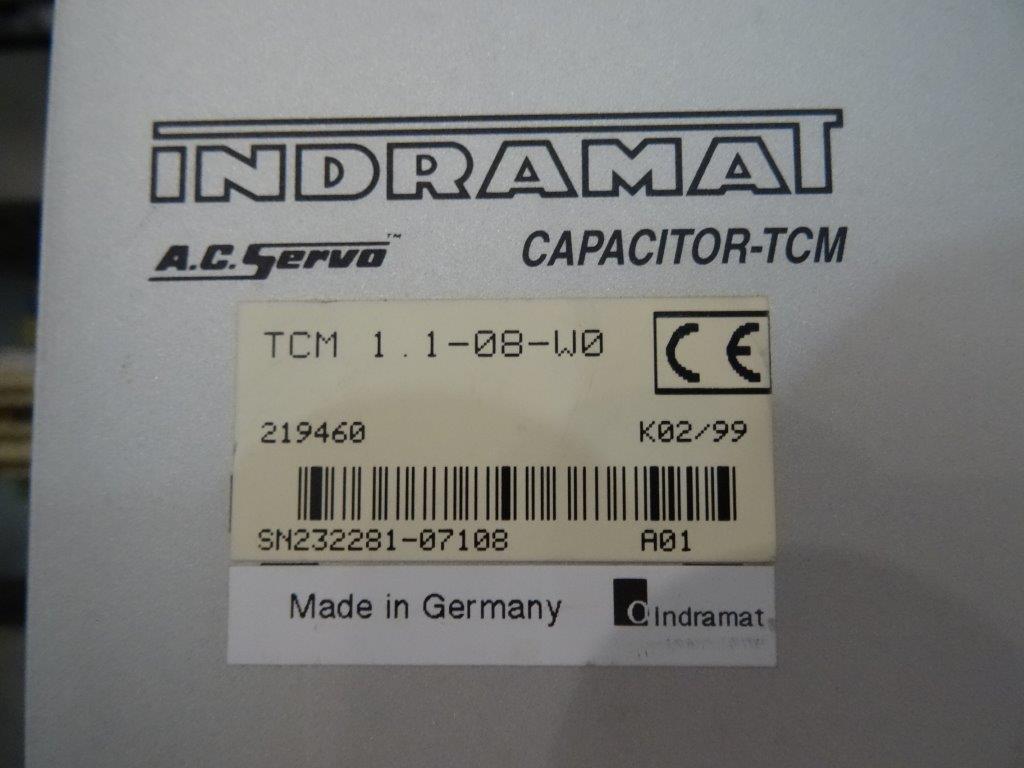 INDRAMAT
A.C. Servo™ CAPACITOR-TCM
TCM 1.1-08-W0 CE
219460 K02/99
SN232281-07108 A01
Made in Germany Indramat